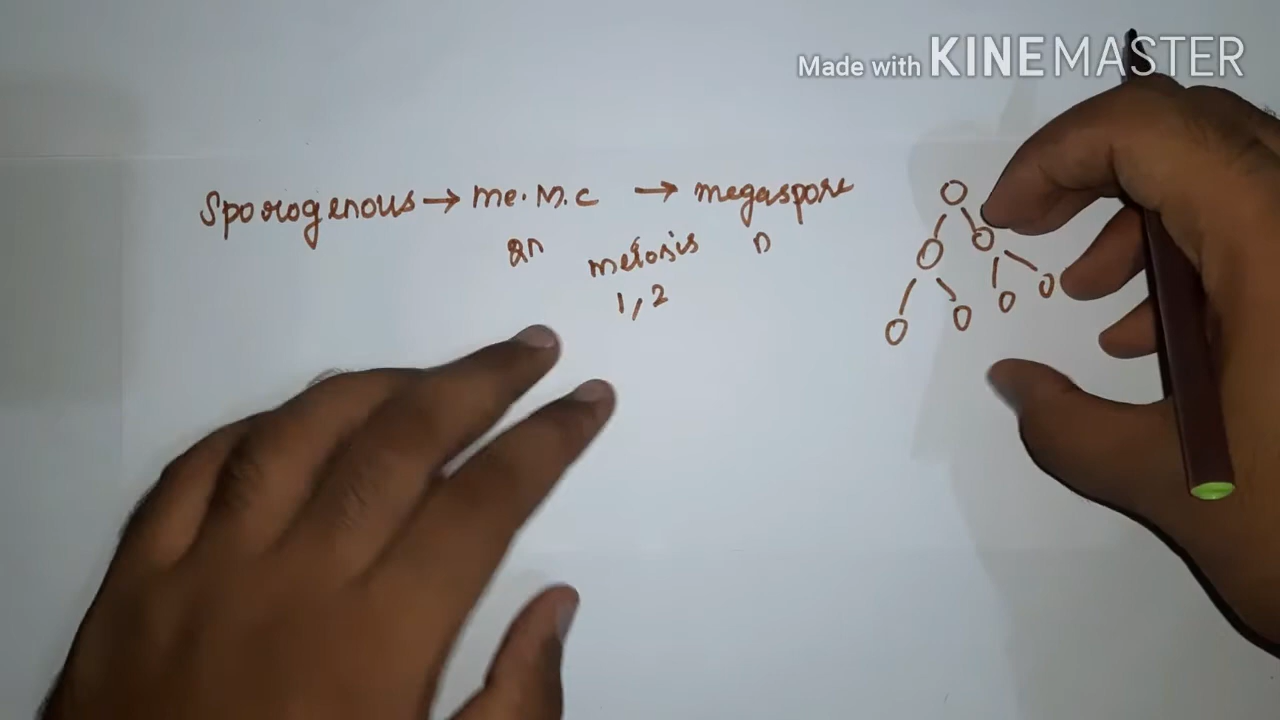 Made with KINEMASTER
Sporogenous → Me.M.C → megaspore
2n meiosis n
1, 2